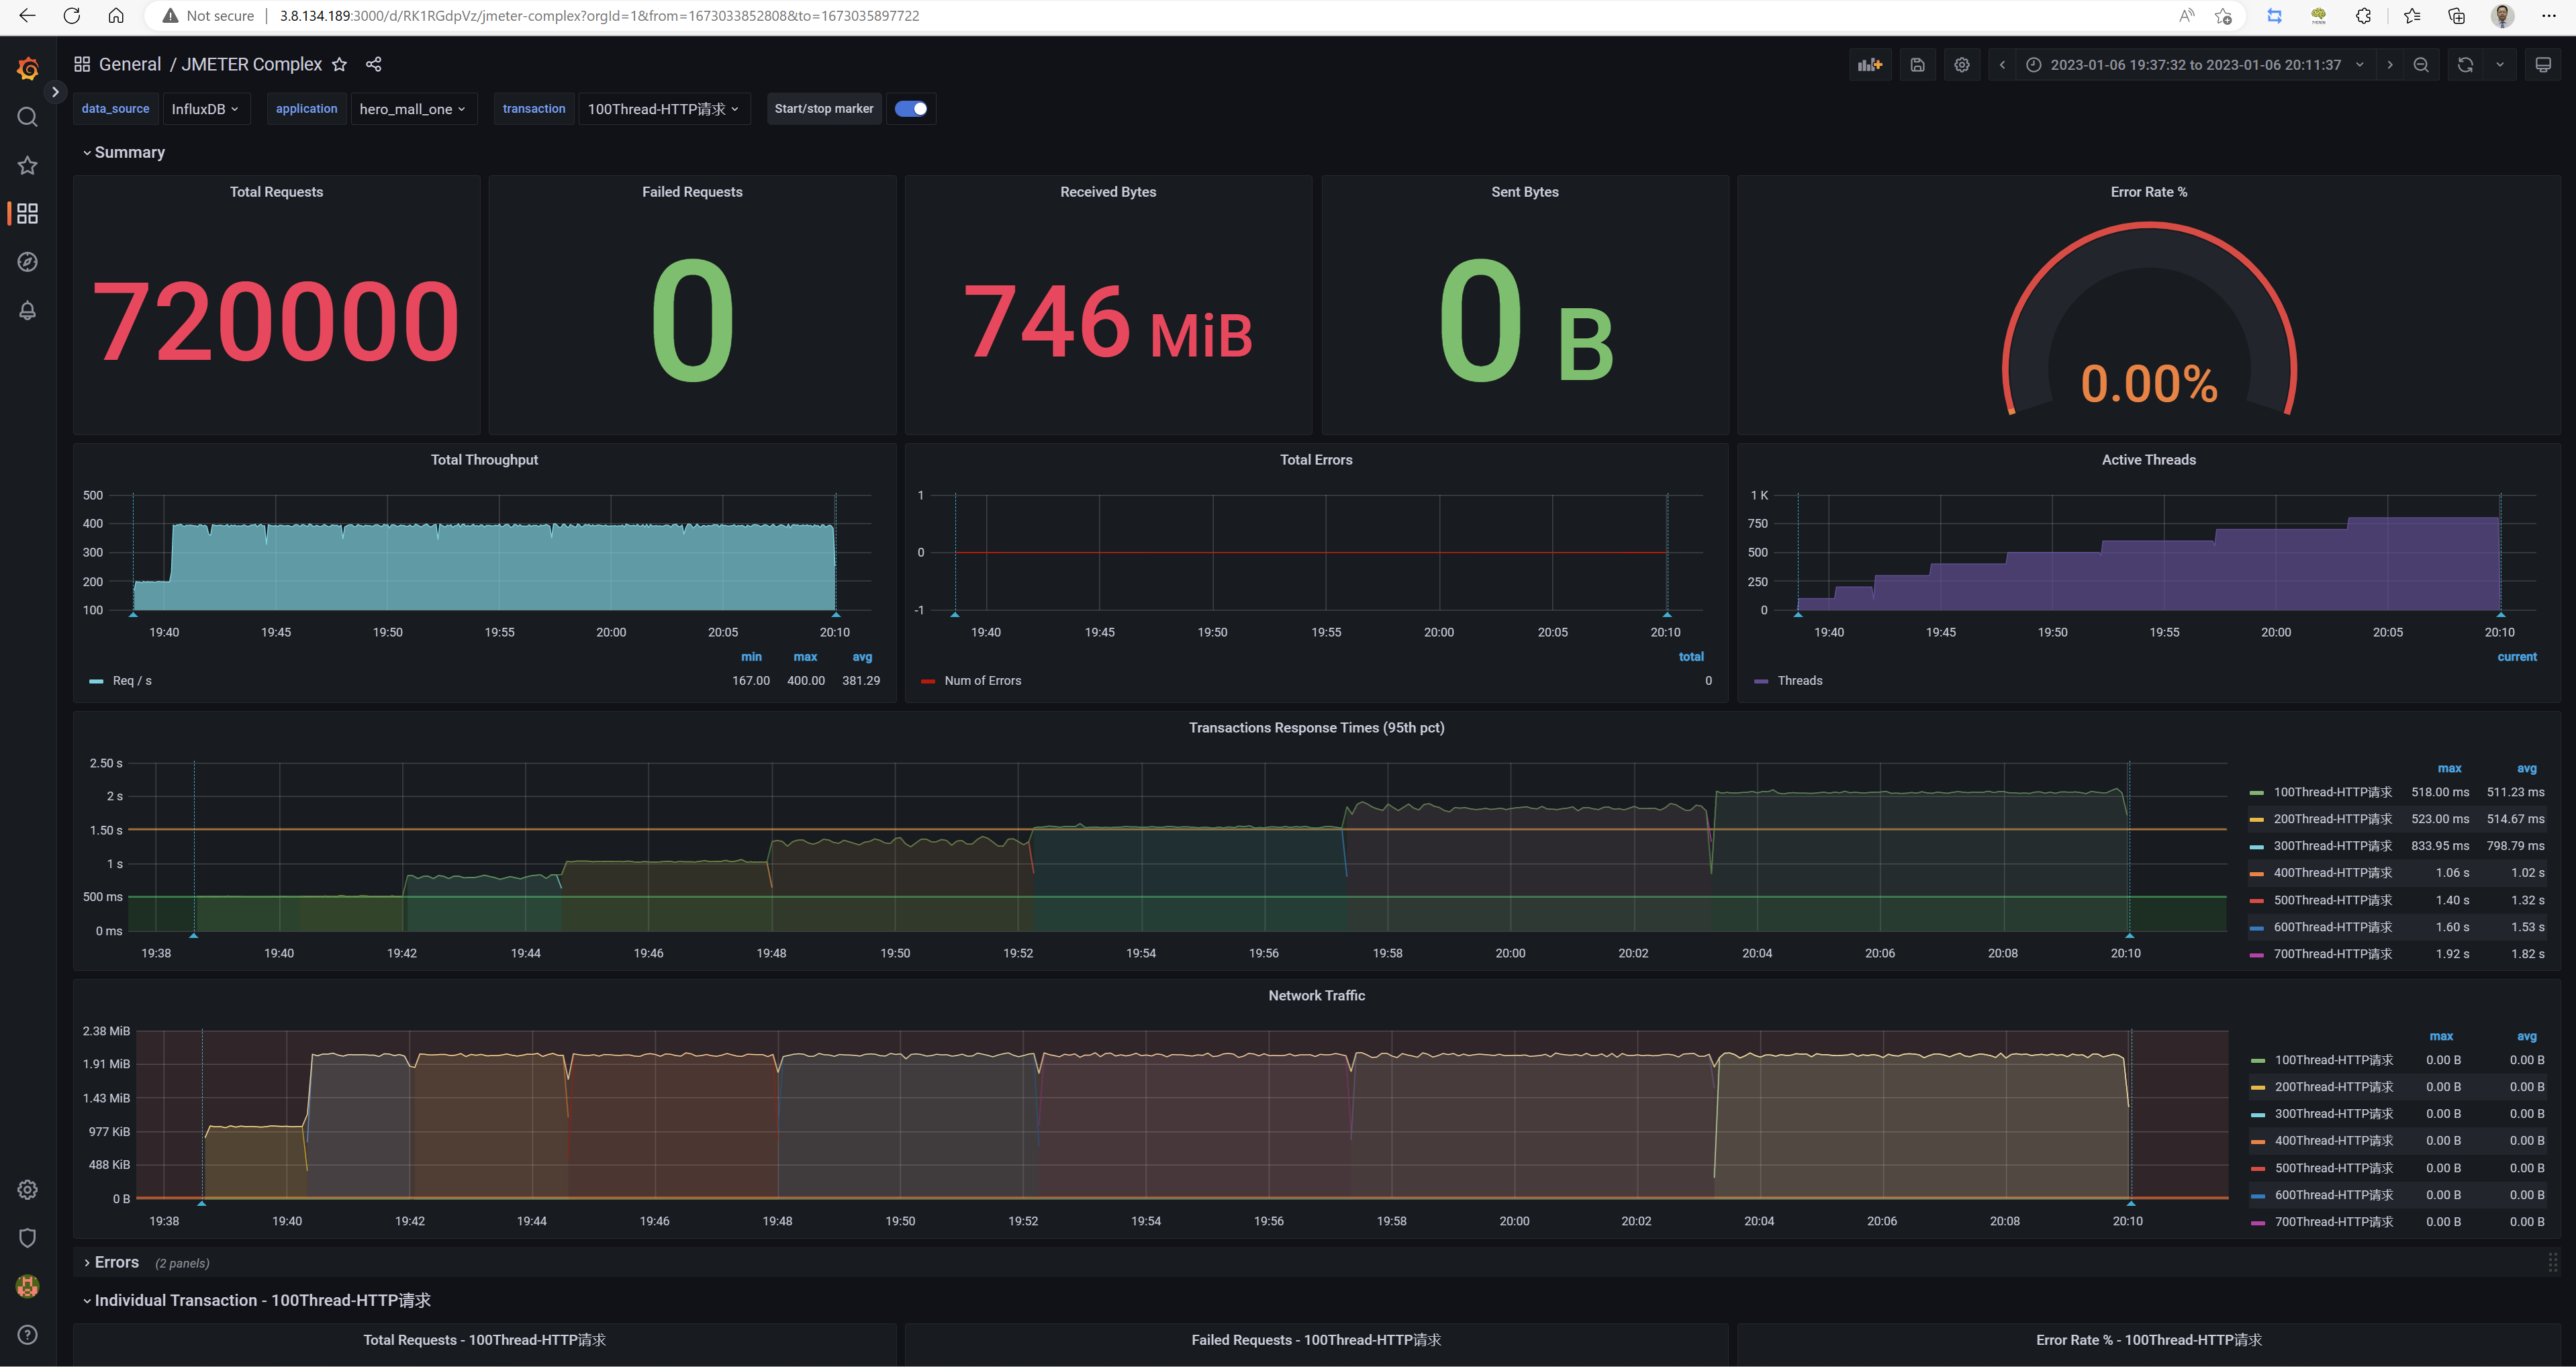 Not secure
3.8.134.189:3000/d/RK1RGdpVz/jmeter-complex?orgId=1&from=1673033852808&to=1673035897722
General / JMETER Complex
2023-01-06 19:37:32 to 2023-01-06 20:11:37
data_source InfluxDB application hero_mall_one transaction 100Thread-HTTP请求 Start/stop marker
Summary
Total Requests
720000
Failed Requests
0
Received Bytes
746 MiB
Sent Bytes
0 B
Error Rate %
0.00%
Total Throughput
500
400
300
200
100
19:40 19:45 19:50 19:55 20:00 20:05 20:10
min max avg
Req / s 167.00 400.00 381.29
Total Errors
1
0
-1
19:40 19:45 19:50 19:55 20:00 20:05 20:10
total
Num of Errors 0
Active Threads
1 K
750
500
250
0
19:40 19:45 19:50 19:55 20:00 20:05 20:10
current
Threads
Transactions Response Times (95th pct)
2.50 s
2 s
1.50 s
1 s
500 ms
0 ms
19:38 19:40 19:42 19:44 19:46 19:48 19:50 19:52 19:54 19:56 19:58 20:00 20:02 20:04 20:06 20:08 20:10
max avg
100Thread-HTTP请求 518.00 ms 511.23 ms
200Thread-HTTP请求 523.00 ms 514.67 ms
300Thread-HTTP请求 833.95 ms 798.79 ms
400Thread-HTTP请求 1.06 s 1.02 s
500Thread-HTTP请求 1.40 s 1.32 s
600Thread-HTTP请求 1.60 s 1.53 s
700Thread-HTTP请求 1.92 s 1.82 s
Network Traffic
2.38 MiB
1.91 MiB
1.43 MiB
977 KiB
488 KiB
0 B
19:38 19:40 19:42 19:44 19:46 19:48 19:50 19:52 19:54 19:56 19:58 20:00 20:02 20:04 20:06 20:08 20:10
max avg
100Thread-HTTP请求 0.00 B 0.00 B
200Thread-HTTP请求 0.00 B 0.00 B
300Thread-HTTP请求 0.00 B 0.00 B
400Thread-HTTP请求 0.00 B 0.00 B
500Thread-HTTP请求 0.00 B 0.00 B
600Thread-HTTP请求 0.00 B 0.00 B
700Thread-HTTP请求 0.00 B 0.00 B
Errors (2 panels)
Individual Transaction - 100Thread-HTTP请求
Total Requests - 100Thread-HTTP请求
Failed Requests - 100Thread-HTTP请求
Error Rate % - 100Thread-HTTP请求